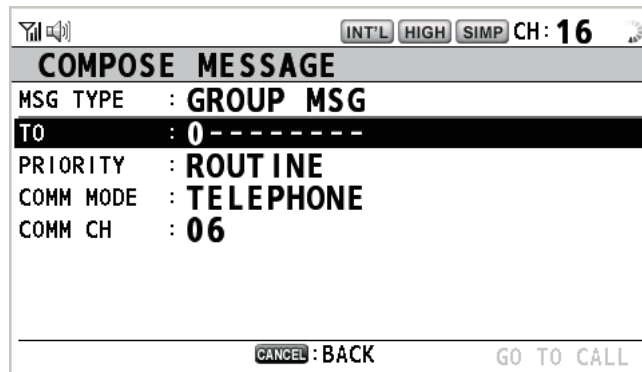 INT'L HIGH SIMP CH: 16
COMPOSE MESSAGE
MSG TYPE : GROUP MSG
TO : 0--------
PRIORITY : ROUTINE
COMM MODE : TELEPHONE
COMM CH : 06
CANCEL : BACK GO TO CALL